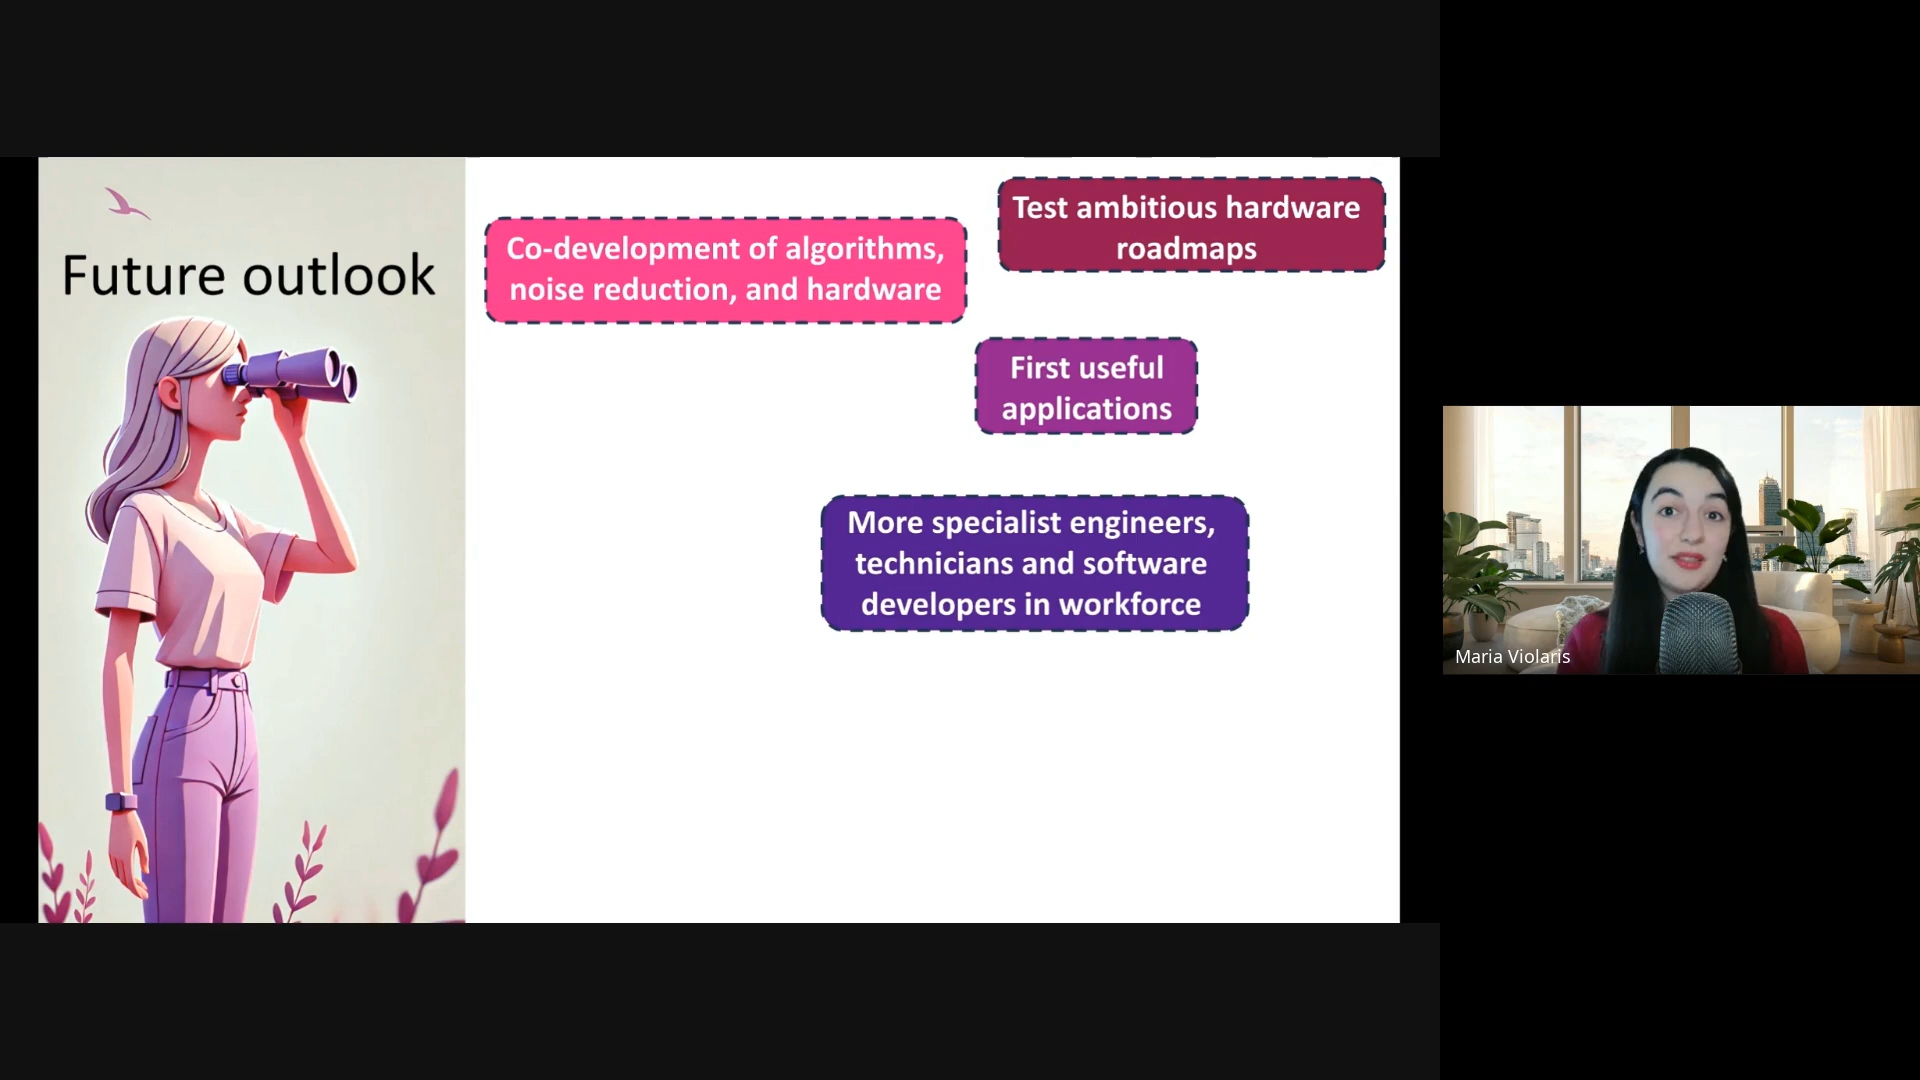 Future outlook
Co-development of algorithms,
noise reduction, and hardware
Test ambitious hardware
roadmaps
First useful
applications
More specialist engineers,
technicians and software
developers in workforce
Maria Violaris